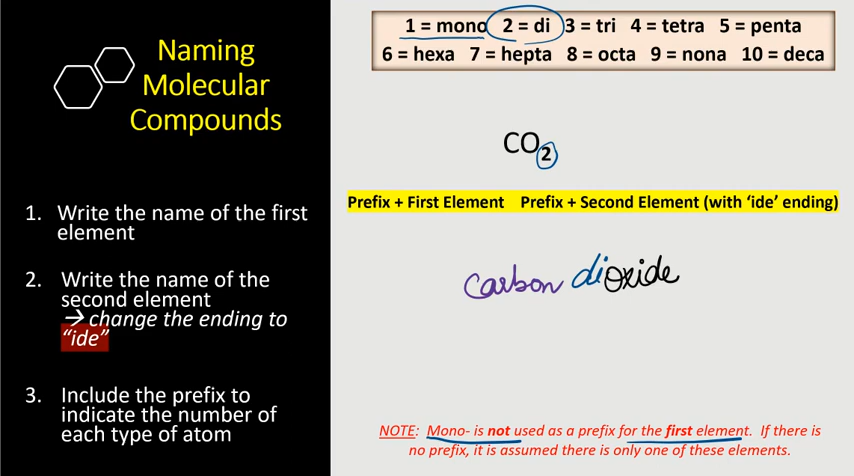 Naming
Molecular
Compounds
1. Write the name of the first
element
2. Write the name of the
second element
→ change the ending to
“ide”
3. Include the prefix to
indicate the number of
each type of atom
1 = mono 2 = di 3 = tri 4 = tetra 5 = penta
6 = hexa 7 = hepta 8 = octa 9 = nona 10 = deca
CO2
Prefix + First Element Prefix + Second Element (with ‘ide’ ending)
carbon dioxide
NOTE: Mono- is not used as a prefix for the first element. If there is
no prefix, it is assumed there is only one of these elements.